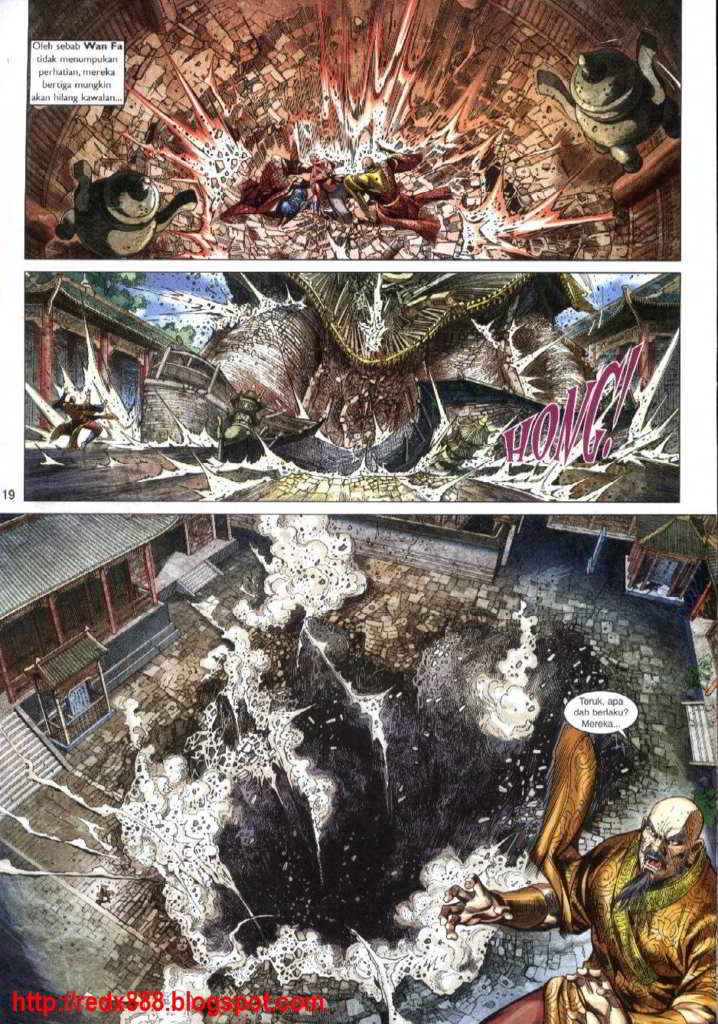 Oleh sebab Wan Fa
tidak menumpukan
perhatian, mereka
bertiga mungkin
akan hilang kawalan...
HONG!
19
Toruk, apa
dah berlaku?
Mereka...
http://redx888.blogspot.com